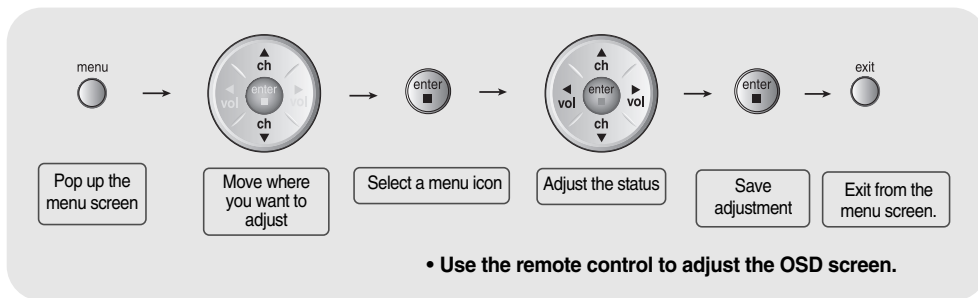 menu
ch
vol
enter
vol
ch
enter
ch
vol
enter
vol
ch
enter
exit
Pop up the
menu screen
Move where
you want to
adjust
Select a menu icon
Adjust the status
Save
adjustment
Exit from the
menu screen.
• Use the remote control to adjust the OSD screen.